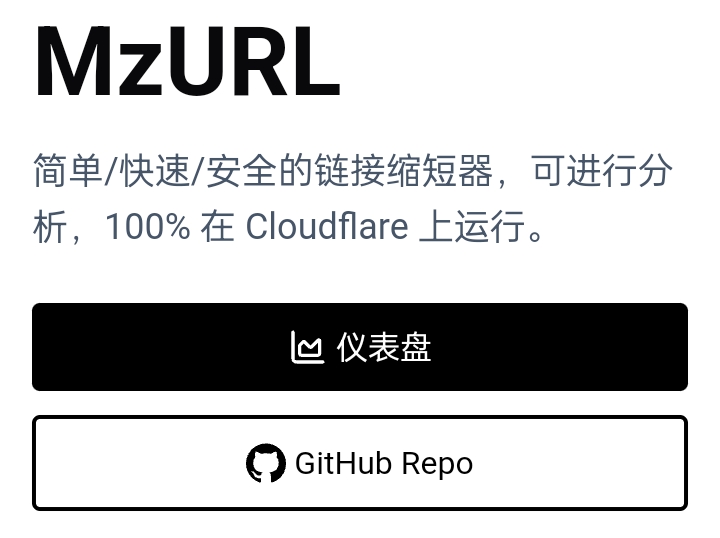 MzURL
简单/快速/安全的链接缩短器，可进行分
析，100% 在 Cloudflare 上运行。
仪表盘
GitHub Repo